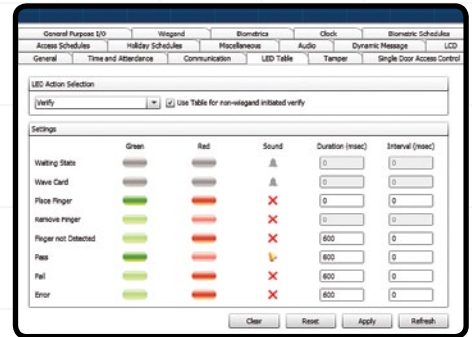 General Purpose I/O Wiegand Biometrics Clock Biometric Schedules
Access Schedules Holiday Schedules Miscellaneous Audio Dynamic Message LCD
General Time and Attendance Communication LED Table Tamper Single Door Access Control
LED Action Selection
Verify Use Table for non-wiegand initiated verify
Settings
Green Red Sound Duration (msec) Interval (msec)
Waiting State 0 0
Wave Card 0 0
Place Finger 0 0
Remove Finger 0 0
Finger not Detected 600 0
Pass 600 0
Fail 600 0
Error 600 0
Clear Reset Apply Refresh